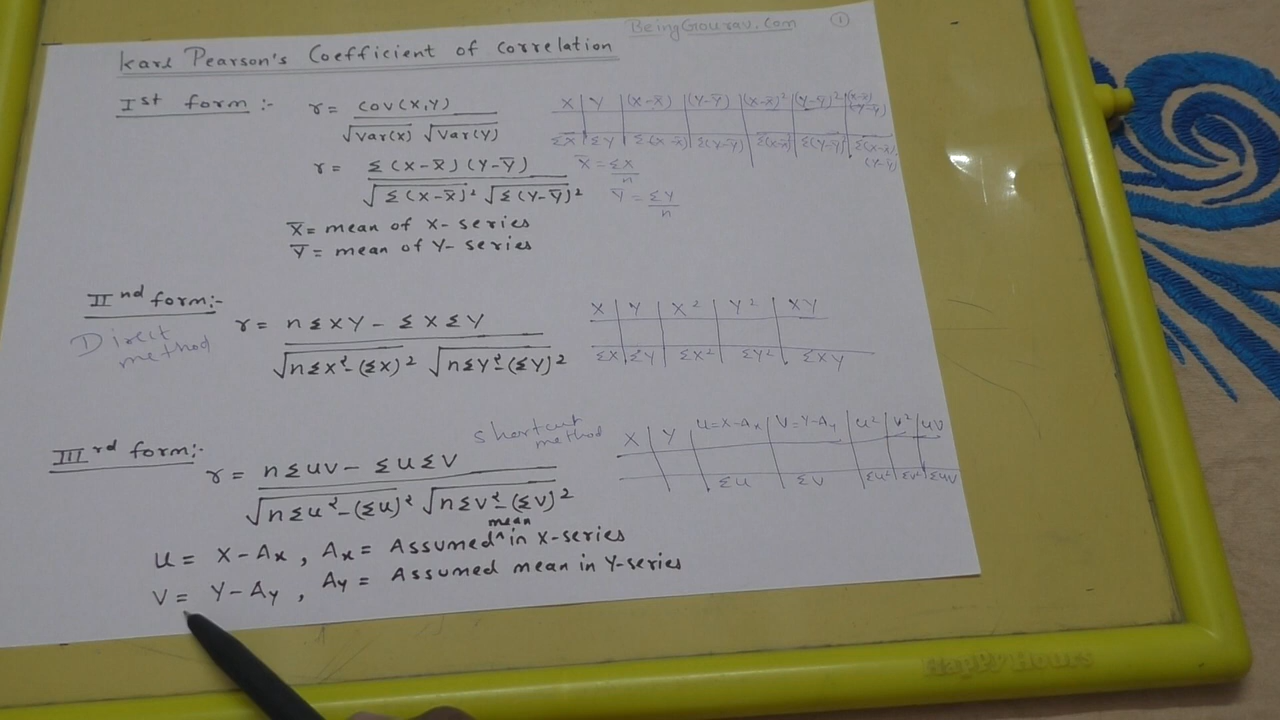 BeingGourav.Com ①
Karl Pearson's Coefficient of Correlation
Ist form :-
r = Cov(X,Y) / √Var(X) √Var(Y)
X | Y | (X-X̄) | (Y-Ȳ) | (X-X̄)² | (Y-Ȳ)² | (X-X̄)(Y-Ȳ)
ΣX | ΣY | Σ(X-X̄) | Σ(Y-Ȳ) | Σ(X-X̄)² | Σ(Y-Ȳ)² | Σ(X-X̄)(Y-Ȳ)
r = Σ(X-X̄)(Y-Ȳ) / √Σ(X-X̄)² √Σ(Y-Ȳ)²
X̄ = ΣX/n
Ȳ = ΣY/n
X̄ = mean of X-series
Ȳ = mean of Y-series
IInd form:-
Direct method
r = nΣXY - ΣXΣY / √nΣX²-(ΣX)² √nΣY²-(ΣY)²
X | Y | X² | Y² | XY
ΣX | ΣY | ΣX² | ΣY² | ΣXY
IIIrd form:-
Shortcut method
r = nΣuv - ΣuΣv / √nΣu²-(Σu)² √nΣv²-(Σv)²
X | Y | u=X-Ax | V=Y-Ay | u² | v² | uv
Σu | Σv | Σu² | Σv² | Σuv
u = X-Ax, Ax = Assumed mean in X-series
V = Y-Ay, Ay = Assumed mean in Y-series
Happy Hours